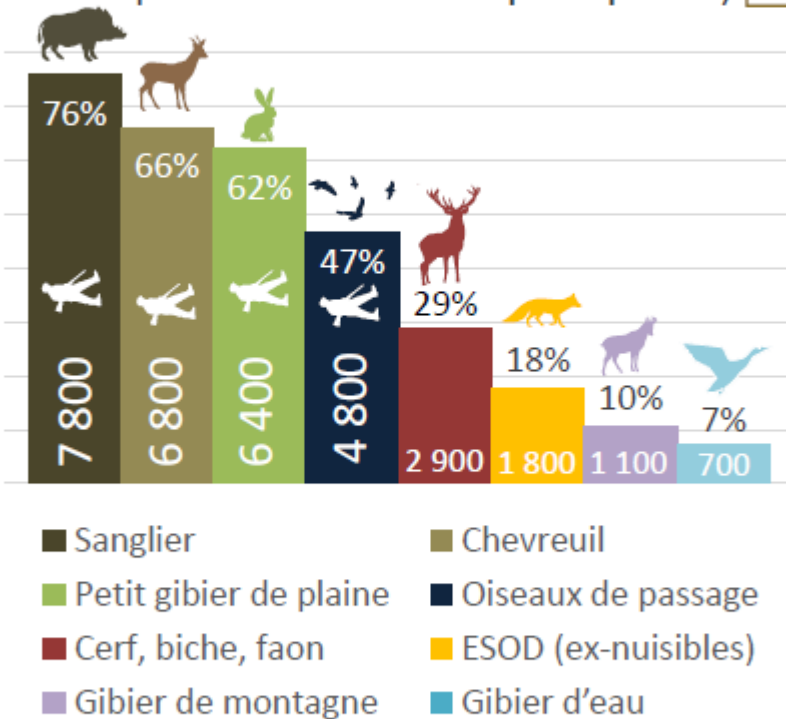 76%
66%
62%
47%
29%
18%
10%
7%
7 800
6 800
6 400
4 800
2 900
1 800
1 100
700
Sanglier
Chevreuil
Petit gibier de plaine
Oiseaux de passage
Cerf, biche, faon
ESOD (ex-nuisibles)
Gibier de montagne
Gibier d'eau